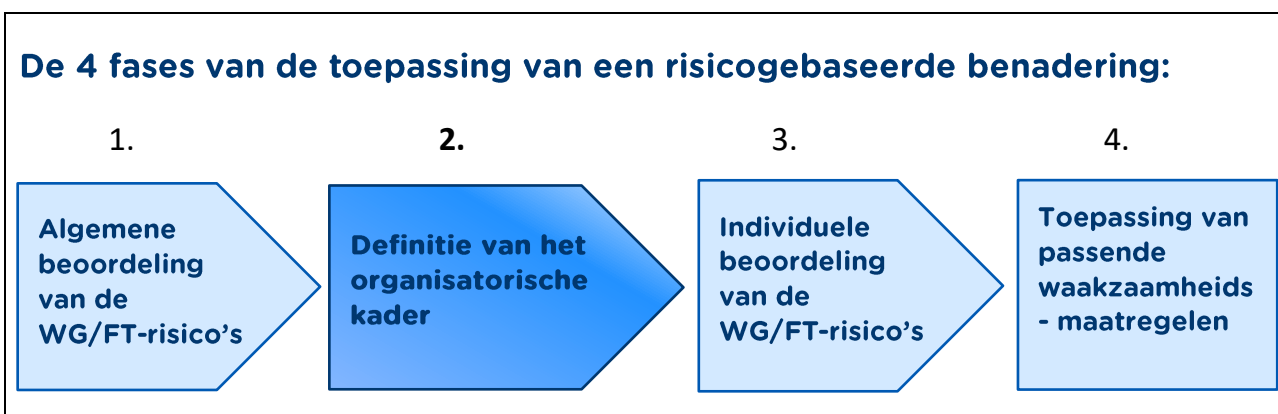 De 4 fases van de toepassing van een risicogebaseerde benadering:
1.
2.
3.
4.
Algemene
beoordeling
van de
WG/FT-risico’s
Definitie van het
organisatorische
kader
Individuele
beoordeling
van de
WG/FT-risico’s
Toepassing van
passende
waakzaamheids
- maatregelen